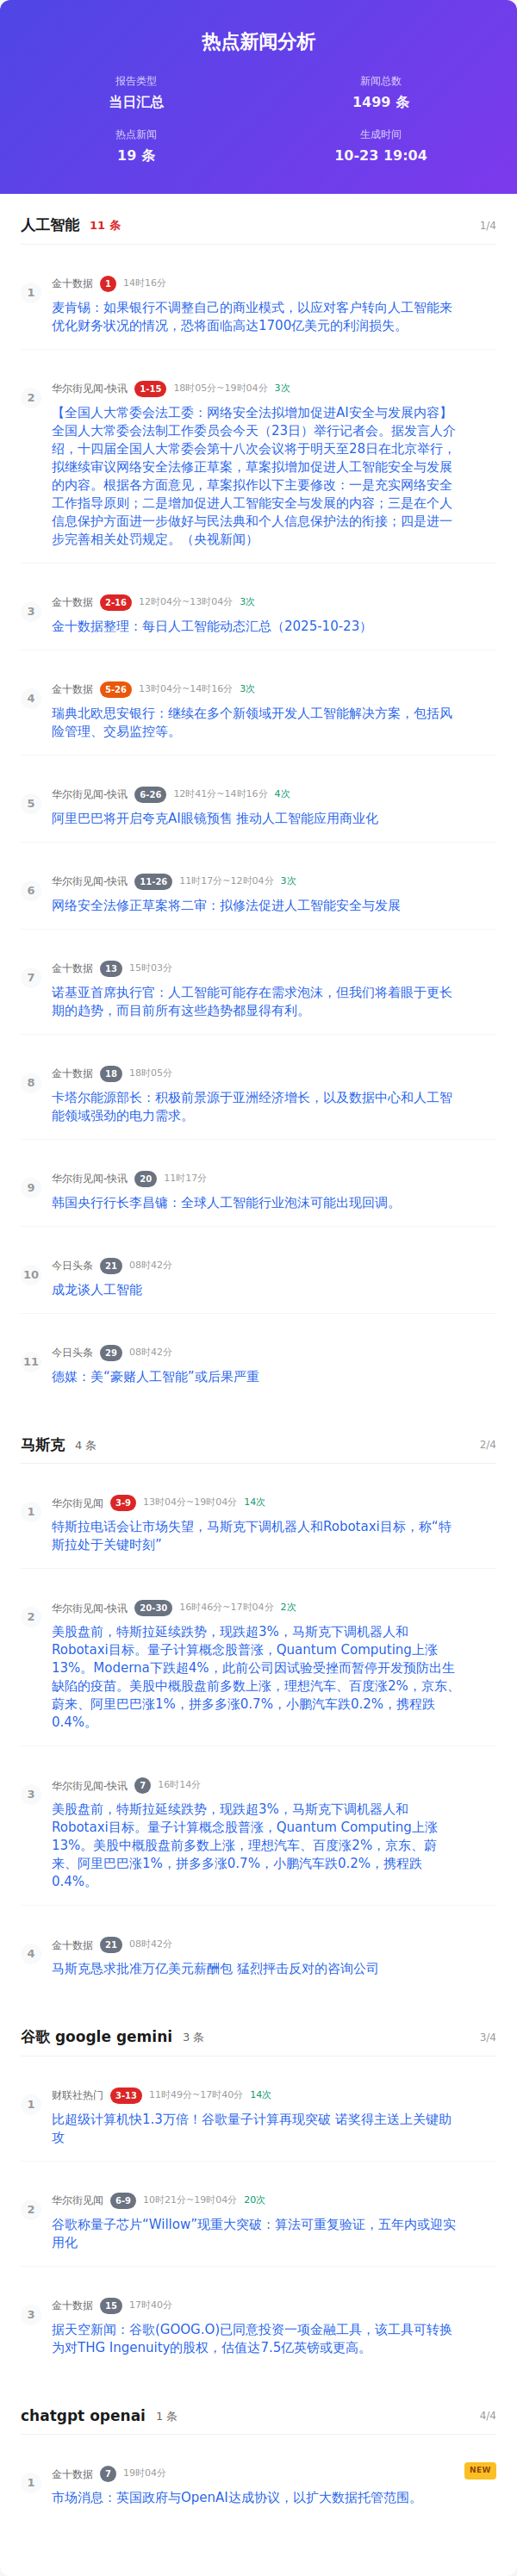 热点新闻分析
报告类型
当日汇总
新闻总数
1499 条
热点新闻
19 条
生成时间
10-23 19:04
人工智能 11 条 1/4
1 金十数据 1 14时16分
麦肯锡：如果银行不调整自己的商业模式，以应对客户转向人工智能来
优化财务状况的情况，恐将面临高达1700亿美元的利润损失。
2 华尔街见闻-快讯 1-15 18时05分~19时04分 3次
【全国人大常委会法工委：网络安全法拟增加促进AI安全与发展内容】
全国人大常委会法制工作委员会今天（23日）举行记者会。据发言人介
绍，十四届全国人大常委会第十八次会议将于明天至28日在北京举行，
拟继续审议网络安全法修正草案，草案拟增加促进人工智能安全与发展
的内容。根据各方面意见，草案拟作以下主要修改：一是充实网络安全
工作指导原则；二是增加促进人工智能安全与发展的内容；三是在个人
信息保护方面进一步做好与民法典和个人信息保护法的衔接；四是进一
步完善相关处罚规定。（央视新闻）
3 金十数据 2-16 12时04分~13时04分 3次
金十数据整理：每日人工智能动态汇总（2025-10-23）
4 金十数据 5-26 13时04分~14时16分 3次
瑞典北欧思安银行：继续在多个新领域开发人工智能解决方案，包括风
险管理、交易监控等。
5 华尔街见闻-快讯 6-26 12时41分~14时16分 4次
阿里巴巴将开启夸克AI眼镜预售 推动人工智能应用商业化
6 华尔街见闻-快讯 11-26 11时17分~12时04分 3次
网络安全法修正草案将二审：拟修法促进人工智能安全与发展
7 金十数据 13 15时03分
诺基亚首席执行官：人工智能可能存在需求泡沫，但我们将着眼于更长
期的趋势，而目前所有这些趋势都显得有利。
8 金十数据 18 18时05分
卡塔尔能源部长：积极前景源于亚洲经济增长，以及数据中心和人工智
能领域强劲的电力需求。
9 华尔街见闻-快讯 20 11时17分
韩国央行行长李昌镛：全球人工智能行业泡沫可能出现回调。
10 今日头条 21 08时42分
成龙谈人工智能
11 今日头条 29 08时42分
德媒：美“豪赌人工智能”或后果严重
马斯克 4 条 2/4
1 华尔街见闻 3-9 13时04分~19时04分 14次
特斯拉电话会让市场失望，马斯克下调机器人和Robotaxi目标，称“特
斯拉处于关键时刻”
2 华尔街见闻-快讯 20-30 16时46分~17时04分 2次
美股盘前，特斯拉延续跌势，现跌超3%，马斯克下调机器人和
Robotaxi目标。量子计算概念股普涨，Quantum Computing上涨
13%。Moderna下跌超4%，此前公司因试验受挫而暂停开发预防出生
缺陷的疫苗。美股中概股盘前多数上涨，理想汽车、百度涨2%，京东、
蔚来、阿里巴巴涨1%，拼多多涨0.7%，小鹏汽车跌0.2%，携程跌
0.4%。
3 华尔街见闻-快讯 7 16时14分
美股盘前，特斯拉延续跌势，现跌超3%，马斯克下调机器人和
Robotaxi目标。量子计算概念股普涨，Quantum Computing上涨
13%。美股中概股盘前多数上涨，理想汽车、百度涨2%，京东、蔚
来、阿里巴巴涨1%，拼多多涨0.7%，小鹏汽车跌0.2%，携程跌
0.4%。
4 金十数据 21 08时42分
马斯克恳求批准万亿美元薪酬包 猛烈抨击反对的咨询公司
谷歌 google gemini 3 条 3/4
1 财联社热门 3-13 11时49分~17时40分 14次
比超级计算机快1.3万倍！谷歌量子计算再现突破 诺奖得主送上关键助
攻
2 华尔街见闻 6-9 10时21分~19时04分 20次
谷歌称量子芯片“Willow”现重大突破：算法可重复验证，五年内或迎实
用化
3 金十数据 15 17时40分
据天空新闻：谷歌(GOOG.O)已同意投资一项金融工具，该工具可转换
为对THG Ingenuity的股权，估值达7.5亿英镑或更高。
chatgpt openai 1 条 4/4
1 金十数据 7 19时04分 NEW
市场消息：英国政府与OpenAI达成协议，以扩大数据托管范围。